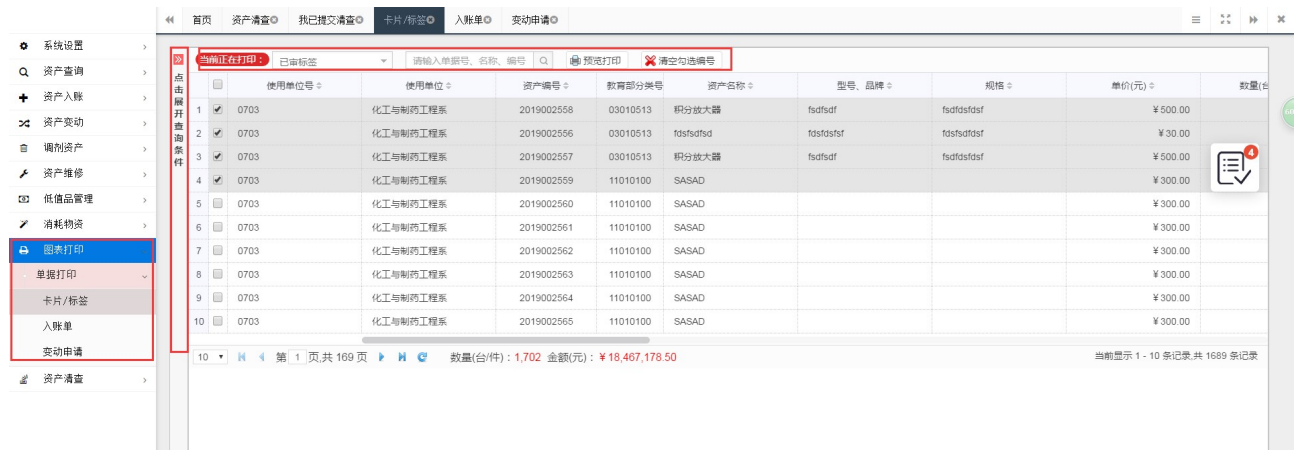 首页 资产清查 我已提交清查 卡片/标签 入账单 变动申请
系统设置
资产查询
资产入账
资产变动
调剂资产
资产维修
低值品管理
消耗物资
图表打印
单据打印
卡片/标签
入账单
变动申请
资产清查
点击展开查询条件
当前正在打印： 已审标签 请输入单据号、名称、编号 预览打印 清空勾选编号
使用单位号 使用单位 资产编号 教育部分类号 资产名称 型号、品牌 规格 单价(元) 数量(台
1 0703 化工与制药工程系 2019002558 03010513 积分放大器 fsdfsdf fsdfdsfdsf ¥500.00
2 0703 化工与制药工程系 2019002556 03010513 fdsfsdfsd fdsfdsfsf fdsfsdfdsf ¥30.00
3 0703 化工与制药工程系 2019002557 03010513 积分放大器 fsdfsdf fsdfdsfdsf ¥500.00
4 0703 化工与制药工程系 2019002559 11010100 SASAD ¥300.00
5 0703 化工与制药工程系 2019002560 11010100 SASAD ¥300.00
6 0703 化工与制药工程系 2019002561 11010100 SASAD ¥300.00
7 0703 化工与制药工程系 2019002562 11010100 SASAD ¥300.00
8 0703 化工与制药工程系 2019002563 11010100 SASAD ¥300.00
9 0703 化工与制药工程系 2019002564 11010100 SASAD ¥300.00
10 0703 化工与制药工程系 2019002565 11010100 SASAD ¥300.00
10 第 1 页,共 169 页 数量(台/件)：1,702 金额(元)：¥18,467,178.50 当前显示 1 - 10 条记录,共 1689 条记录
4